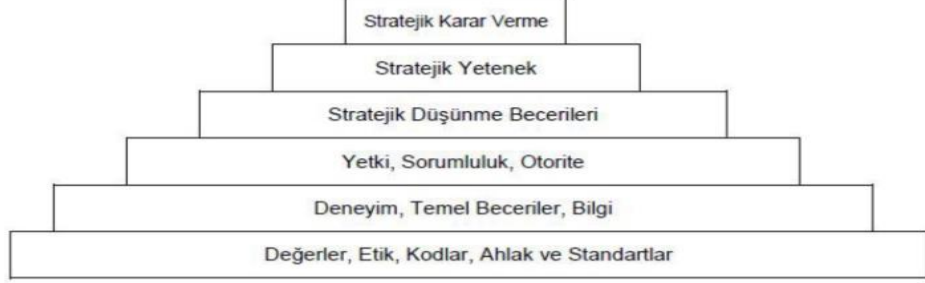 Stratejik Karar Verme
Stratejik Yetenek
Stratejik Düşünme Becerileri
Yetki, Sorumluluk, Otorite
Deneyim, Temel Beceriler, Bilgi
Değerler, Etik, Kodlar, Ahlak ve Standartlar